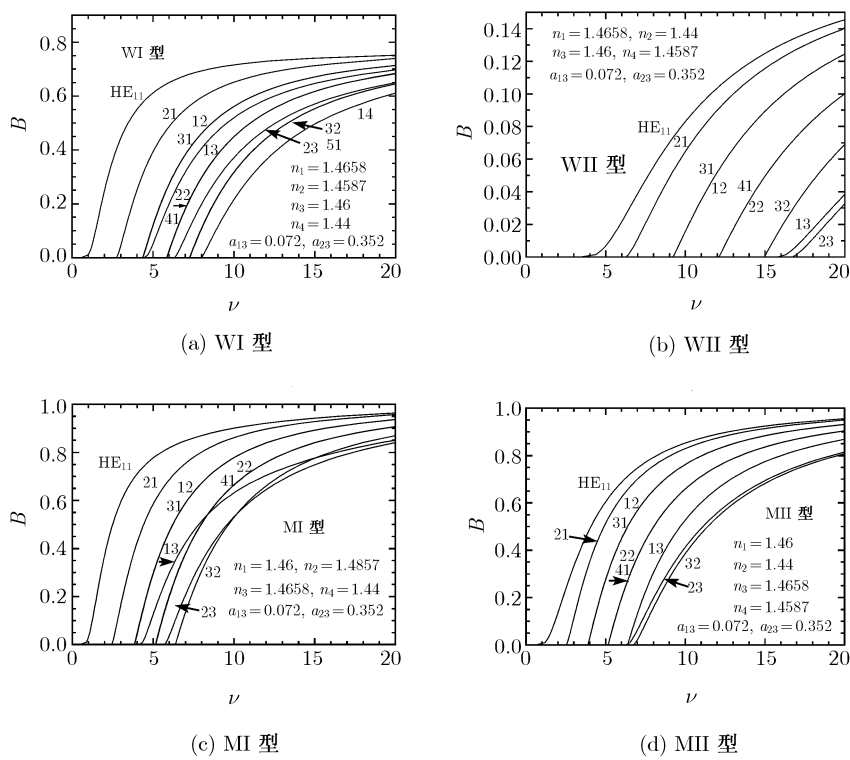 0.8
0.6
0.4
0.2
0.0
B
WI 型
HE₁₁
21
12
31
13
32
14
23 51
22
41
n₁=1.4658
n₂=1.4587
n₃=1.46
n₄=1.44
a₁₃=0.072, a₂₃=0.352
0 5 10 15 20
ν
(a) WI 型
0.14
0.12
0.10
0.08
0.06
0.04
0.02
0.00
B
n₁=1.4658, n₂=1.44
n₃=1.46, n₄=1.4587
a₁₃=0.072, a₂₃=0.352
HE₁₁
21
WII 型
31
12
41
22
32
13
23
0 5 10 15 20
ν
(b) WII 型
1.0
0.8
0.6
0.4
0.2
0.0
B
HE₁₁
21
12
31
22
41
13
32
23
MI 型
n₁=1.46, n₂=1.4857
n₃=1.4658, n₄=1.44
a₁₃=0.072, a₂₃=0.352
0 5 10 15 20
ν
(c) MI 型
1.0
0.8
0.6
0.4
0.2
0.0
B
HE₁₁
12
31
21
22
41
13
32
23
MII 型
n₁=1.46
n₂=1.44
n₃=1.4658
n₄=1.4587
a₁₃=0.072, a₂₃=0.352
0 5 10 15 20
ν
(d) MII 型